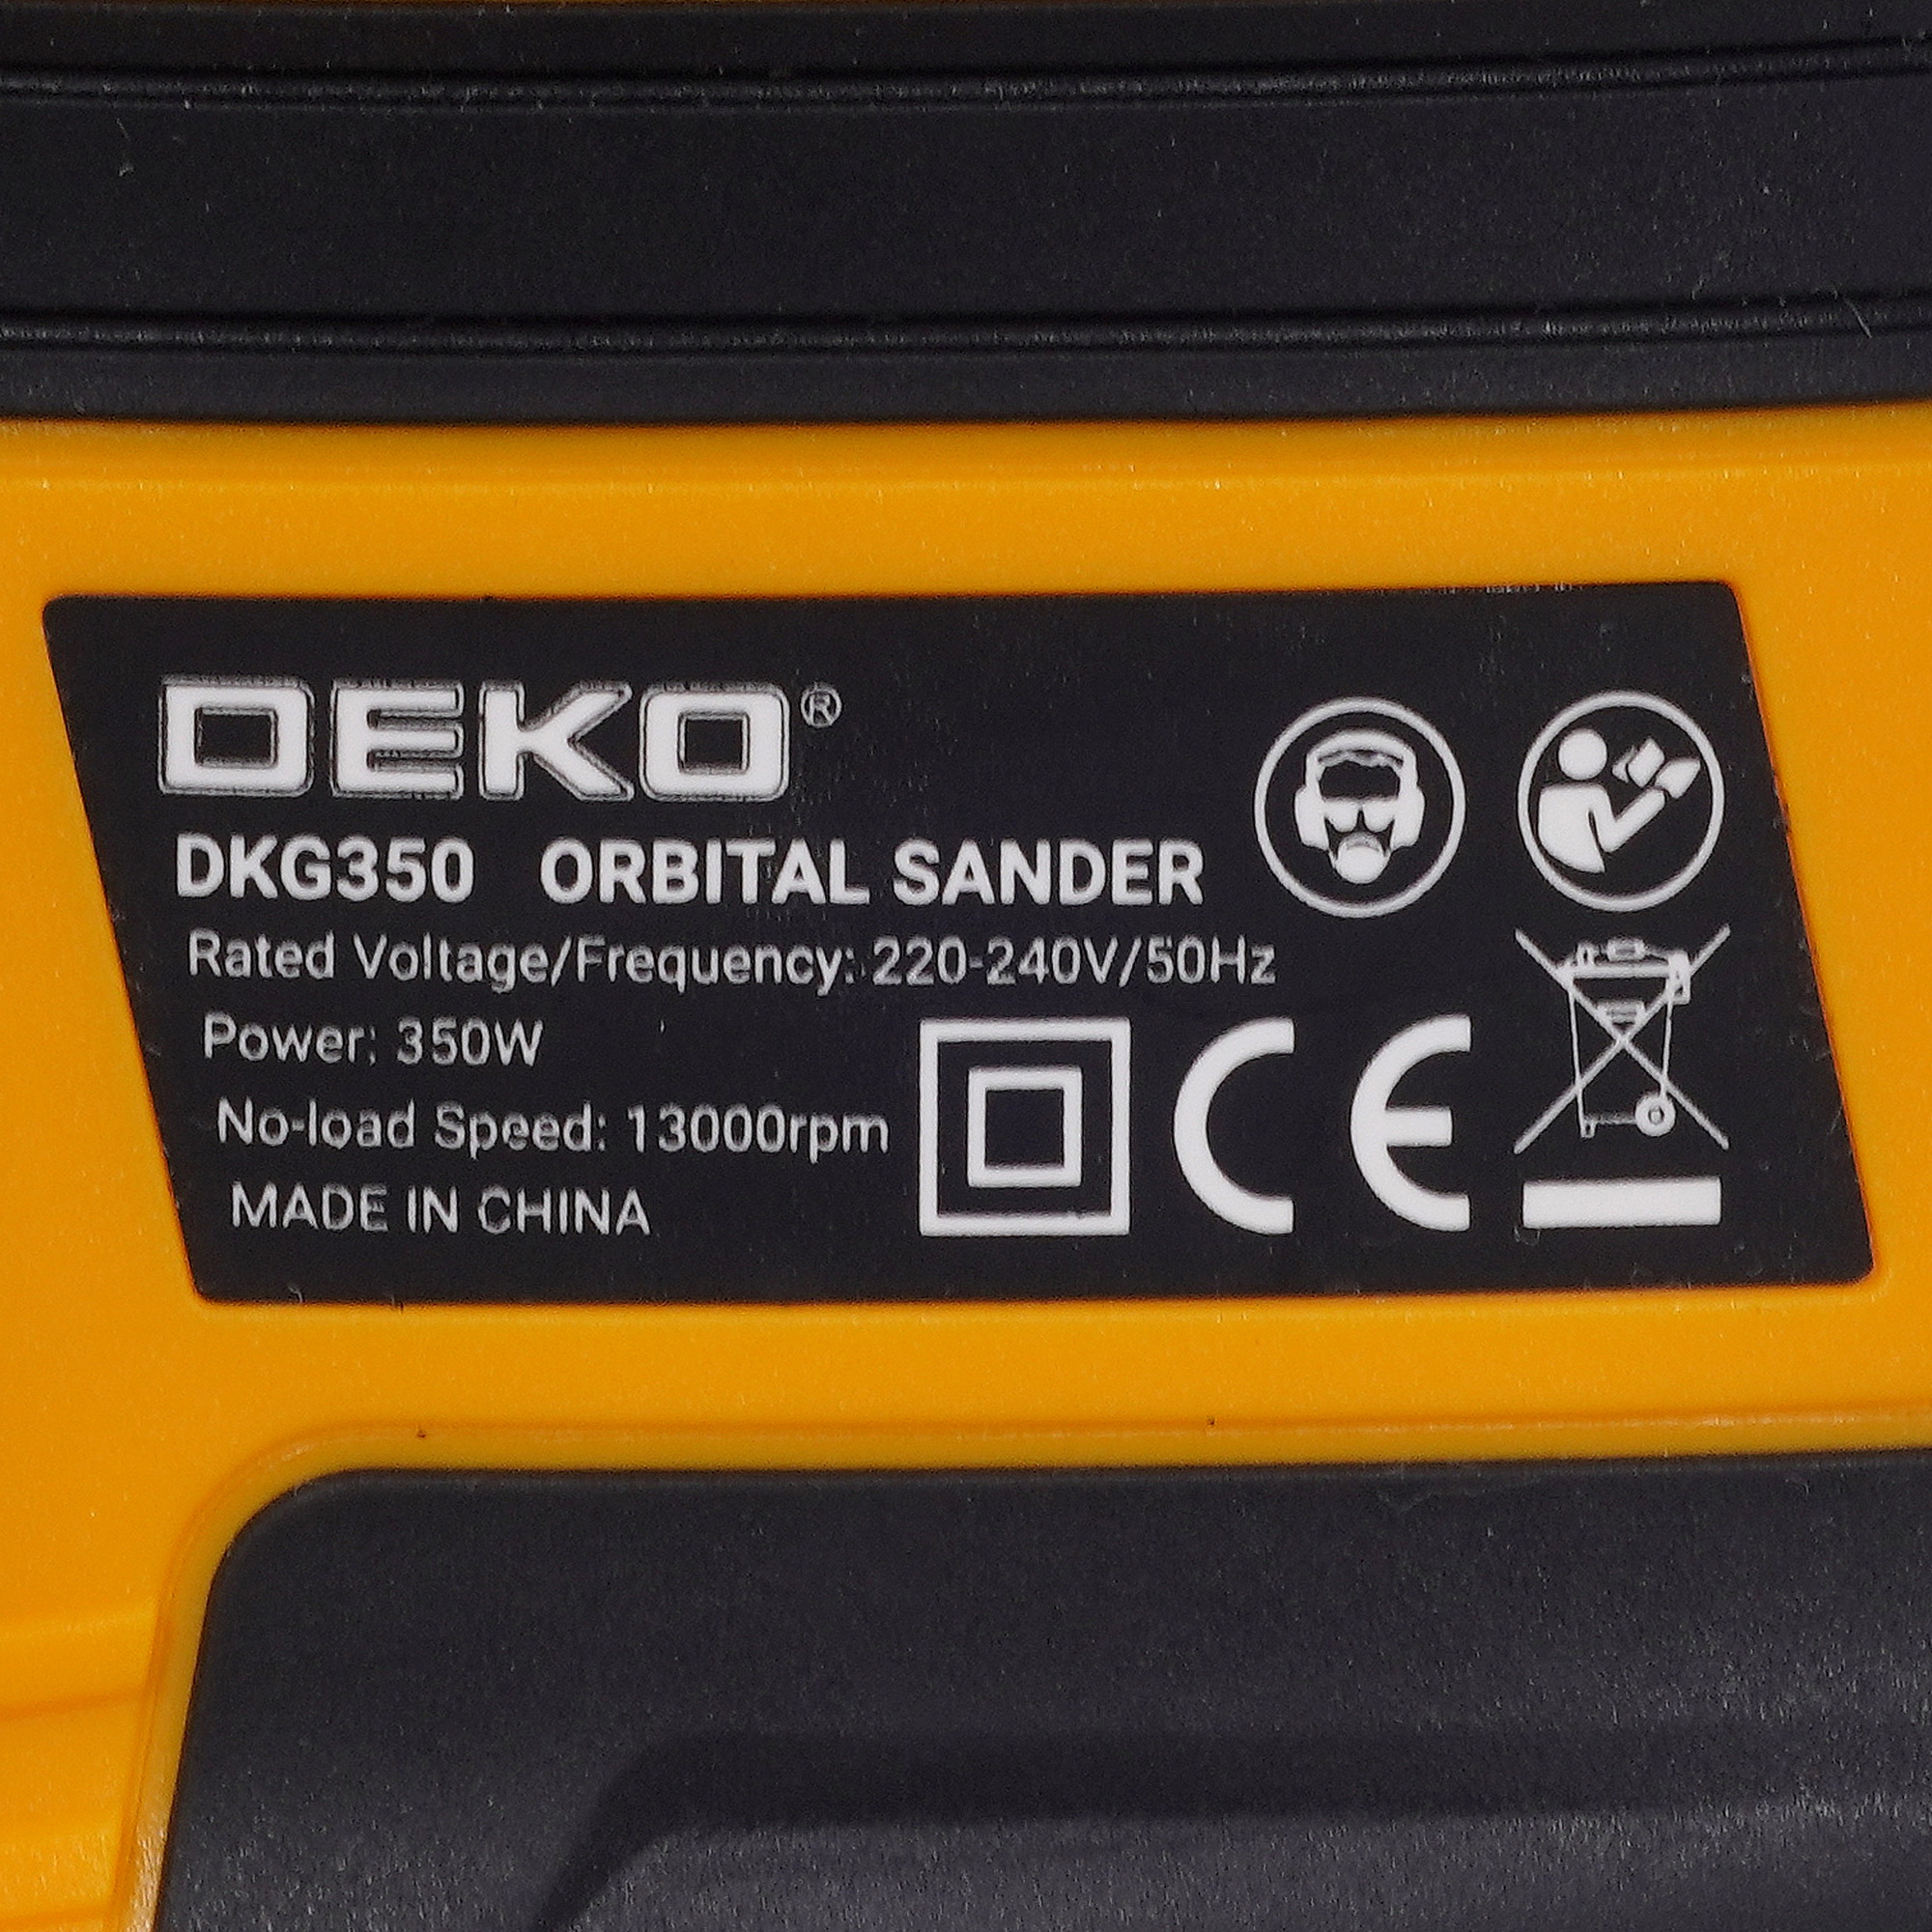 DEKO®
DKG350 ORBITAL SANDER
Rated Voltage/Frequency: 220-240V/50Hz
Power: 350W
No-load Speed: 13000rpm
MADE IN CHINA
CE